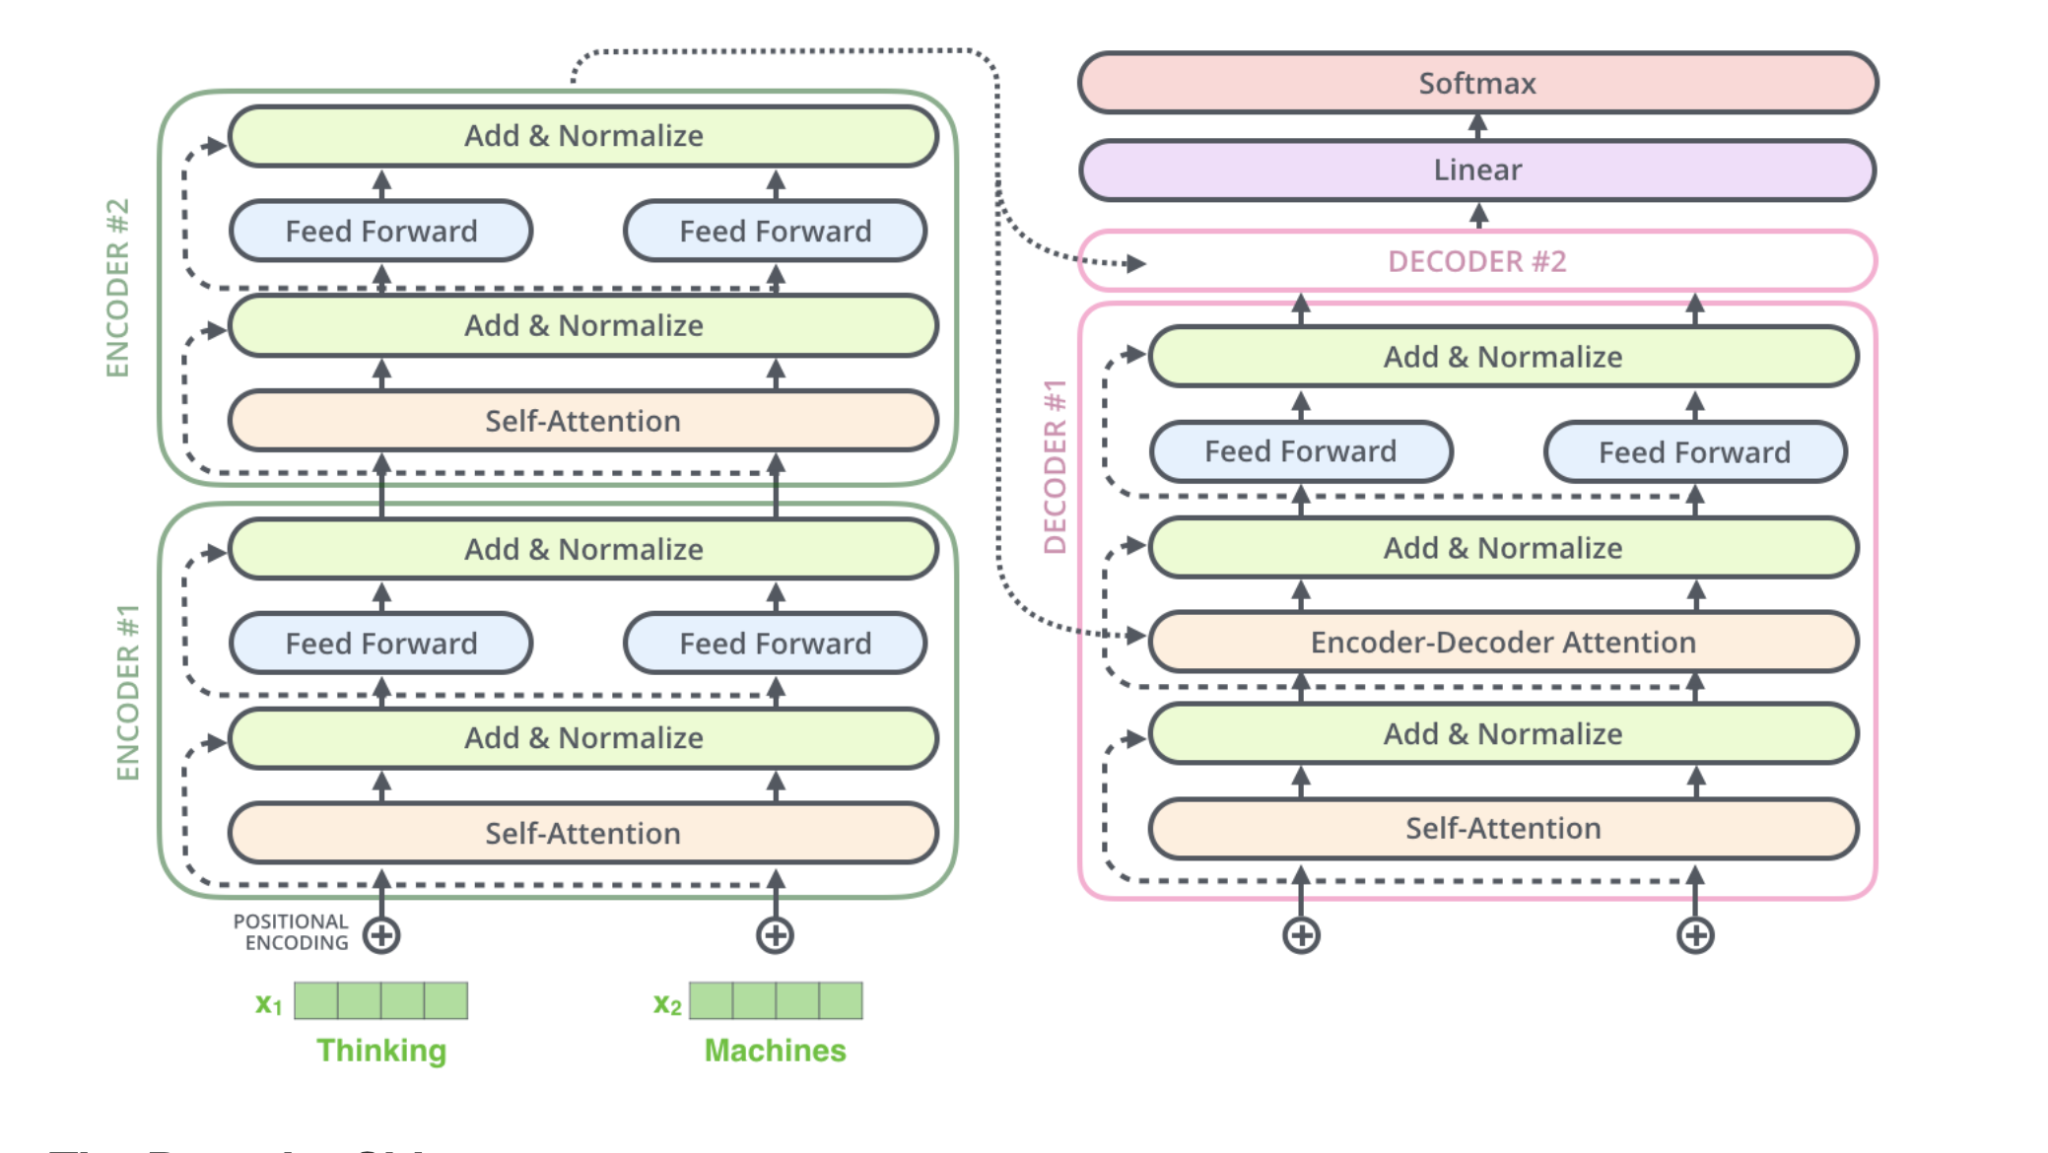 ENCODER #2
Add & Normalize
Feed Forward
Feed Forward
Add & Normalize
Self-Attention
ENCODER #1
Add & Normalize
Feed Forward
Feed Forward
Add & Normalize
Self-Attention
POSITIONAL
ENCODING
x1
x2
Thinking
Machines
Softmax
Linear
DECODER #2
DECODER #1
Add & Normalize
Feed Forward
Feed Forward
Add & Normalize
Encoder-Decoder Attention
Add & Normalize
Self-Attention